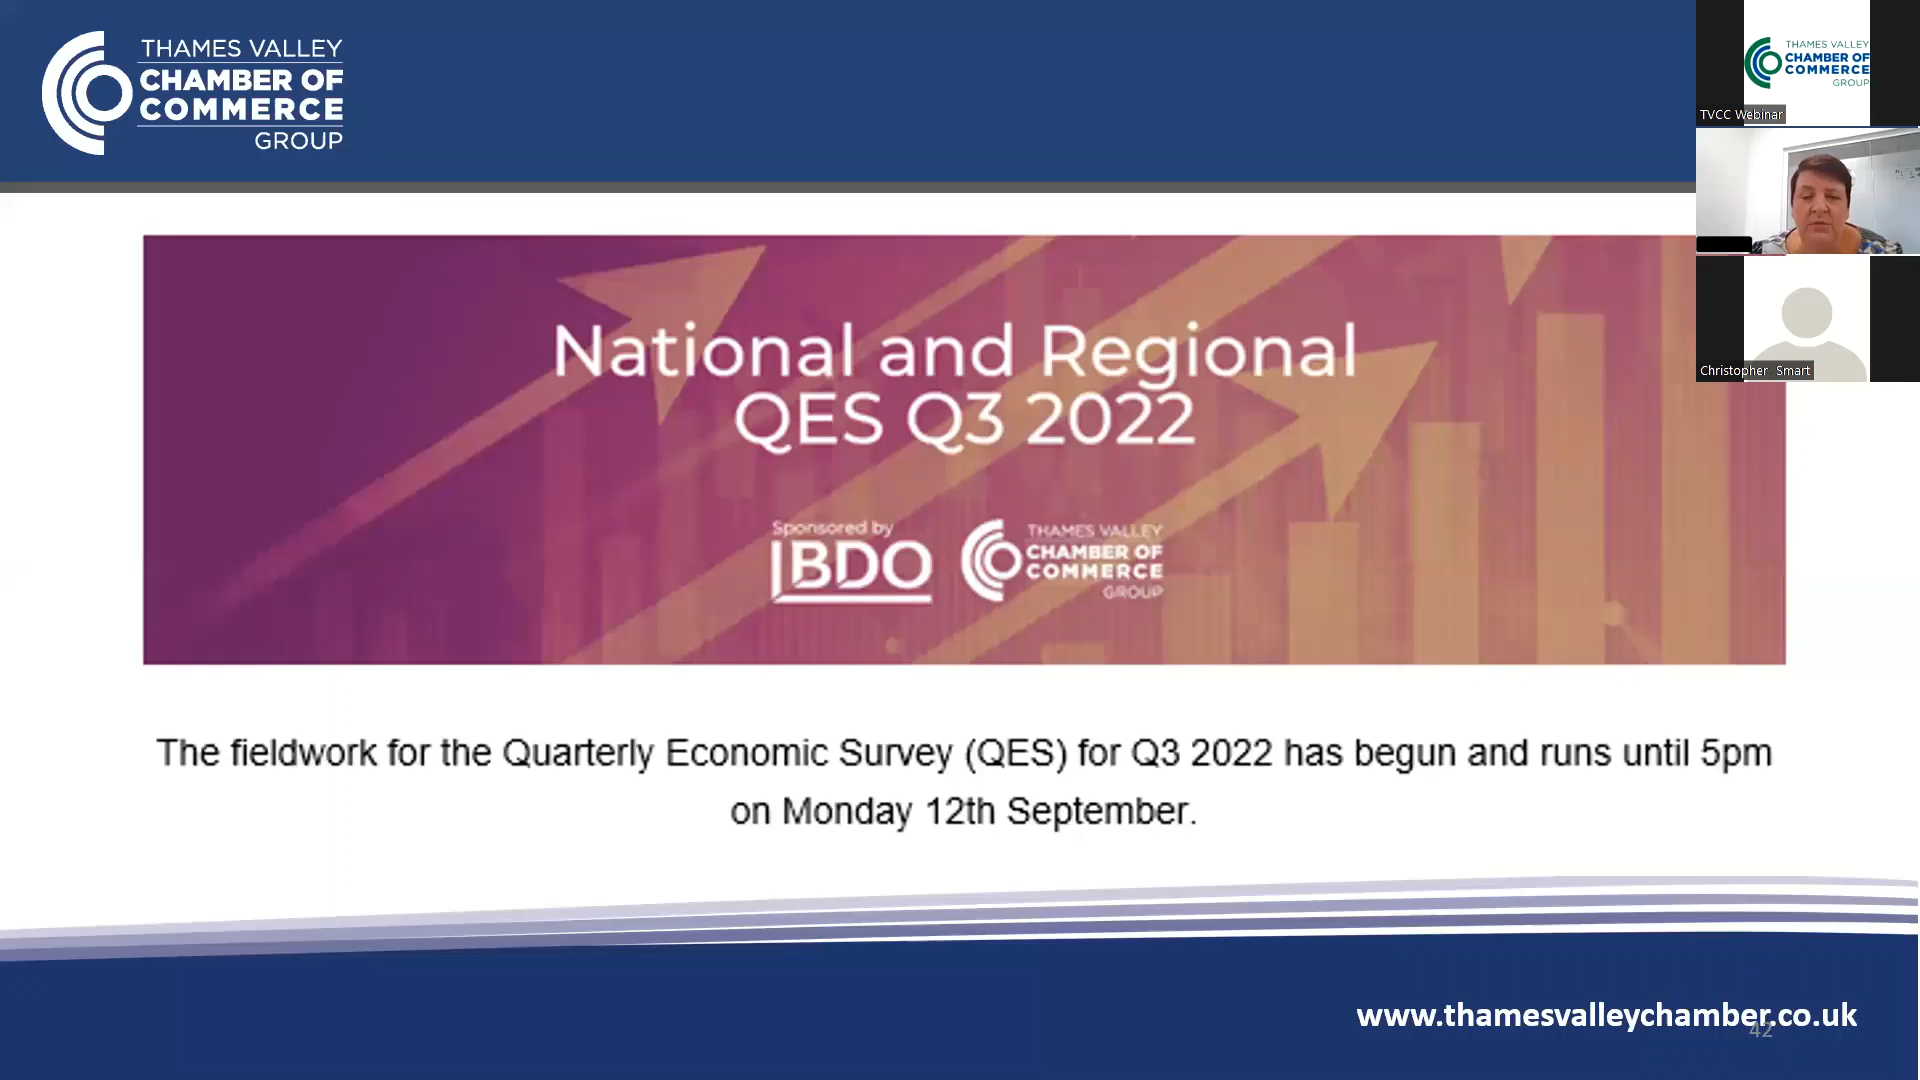 THAMES VALLEY
CHAMBER OF
COMMERCE
GROUP
THAMES VALLEY
CHAMBER OF
COMMERCE
GROUP
TVCC Webinar
Christopher Smart
National and Regional
QES Q3 2022
Sponsored by
BDO
THAMES VALLEY
CHAMBER OF
COMMERCE
GROUP
The fieldwork for the Quarterly Economic Survey (QES) for Q3 2022 has begun and runs until 5pm
on Monday 12th September.
www.thamesvalleychamber.co.uk
42